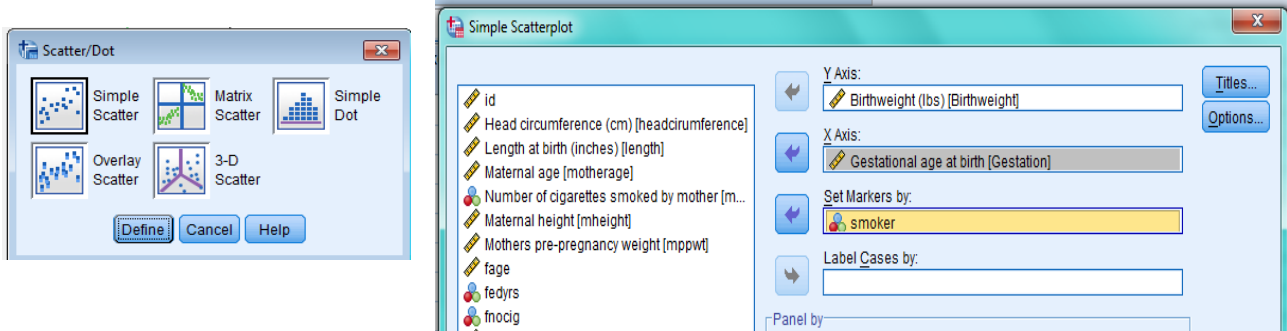 Scatter/Dot
Simple
Scatter
Matrix
Scatter
Simple
Dot
Overlay
Scatter
3-D
Scatter
Define
Cancel
Help
Simple Scatterplot
id
Head circumference (cm) [headcirumference]
Length at birth (inches) [length]
Maternal age [motherage]
Number of cigarettes smoked by mother [m...
Maternal height [mheight]
Mothers pre-pregnancy weight [mppwt]
fage
fedyrs
fnocig
Y Axis:
Birthweight (lbs) [Birthweight]
X Axis:
Gestational age at birth [Gestation]
Set Markers by:
smoker
Label Cases by:
Panel by
Titles...
Options...